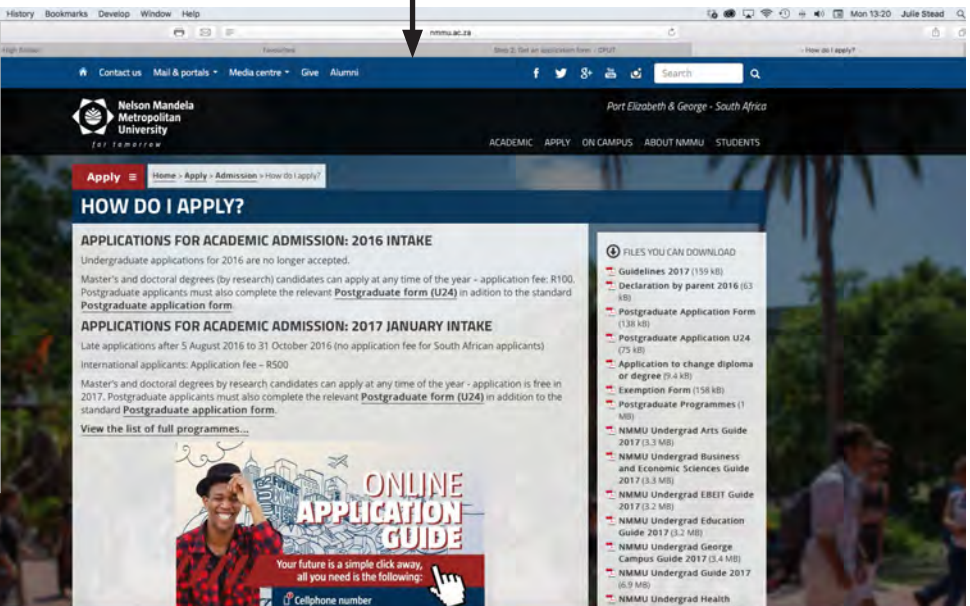 History Bookmarks Develop Window Help
Mon 13:20 Julie Stead
nmmu.ac.za
Favourites
Step 2: Get an application form - CPUT
How do I apply?
Contact us Mail & portals Media centre Give Alumni
Search
Nelson Mandela
Metropolitan
University
for tomorrow
Port Elizabeth & George - South Africa
ACADEMIC APPLY ON CAMPUS ABOUT NMMU STUDENTS
Apply
Home > Apply > Admission > How do I apply?
HOW DO I APPLY?
APPLICATIONS FOR ACADEMIC ADMISSION: 2016 INTAKE
Undergraduate applications for 2016 are no longer accepted.
Master's and doctoral degrees (by research) candidates can apply at any time of the year – application fee: R100.
Postgraduate applicants must also complete the relevant Postgraduate form (U24) in adition to the standard
Postgraduate application form.
APPLICATIONS FOR ACADEMIC ADMISSION: 2017 JANUARY INTAKE
Late applications after 5 August 2016 to 31 October 2016 (no application fee for South African applicants)
International applicants: Application fee – R500
Master's and doctoral degrees by research candidates can apply at any time of the year - application is free in
2017. Postgraduate applicants must also complete the relevant Postgraduate form (U24) in addition to the
standard Postgraduate application form.
View the list of full programmes...
ONLINE
APPLICATION
GUIDE
Your future is a simple click away,
all you need is the following:
Cellphone number
FILES YOU CAN DOWNLOAD
Guidelines 2017 (159 kB)
Declaration by parent 2016 (63
kB)
Postgraduate Application Form
(138 kB)
Postgraduate Application U24
(75 kB)
Application to change diploma
or degree (9.4 kB)
Exemption Form (158 kB)
Postgraduate Programmes (1
MB)
NMMU Undergrad Arts Guide
2017 (3.3 MB)
NMMU Undergrad Business
and Economic Sciences Guide
2017 (3.3 MB)
NMMU Undergrad EBEIT Guide
2017 (3.2 MB)
NMMU Undergrad Education
Guide 2017 (3.2 MB)
NMMU Undergrad George
Campus Guide 2017 (3.4 MB)
NMMU Undergrad Guide 2017
(6.9 MB)
NMMU Undergrad Health